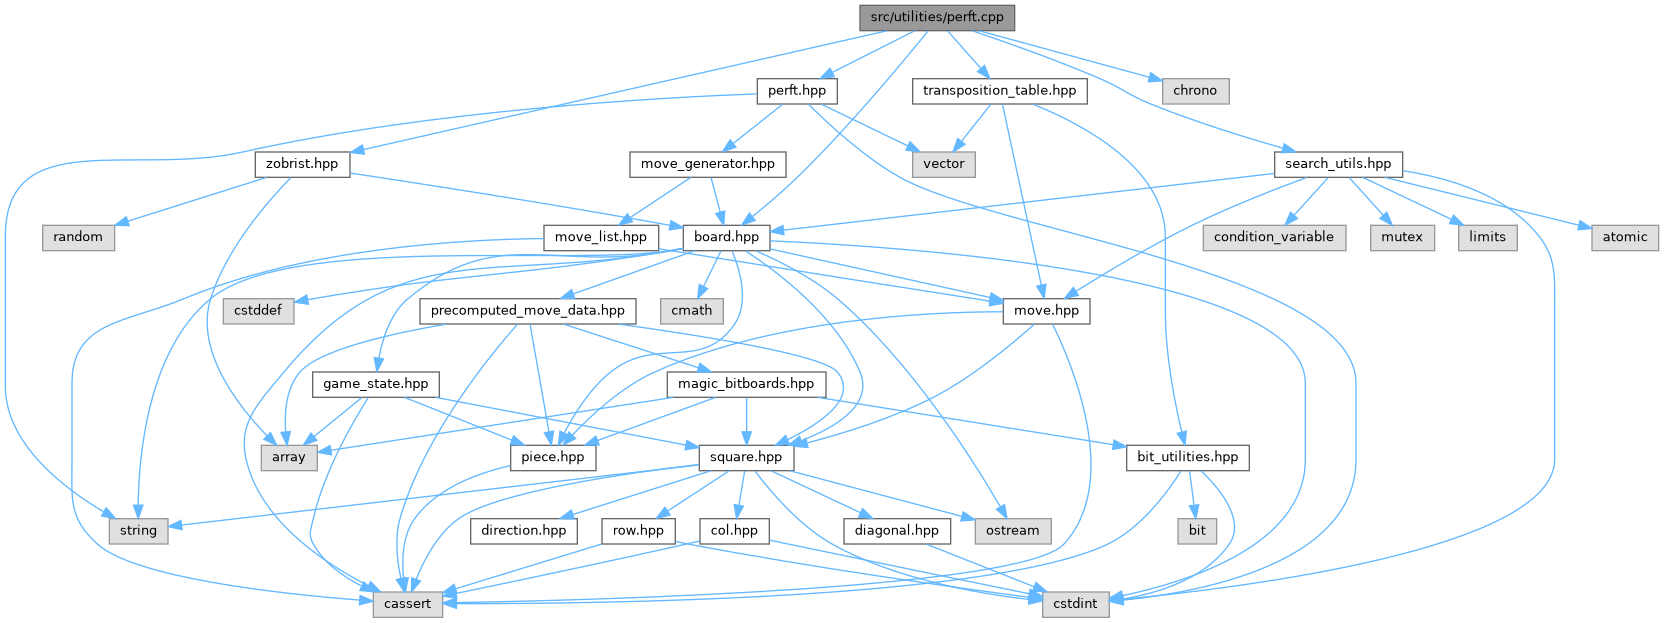 src/utilities/perft.cpp
perft.hpp
transposition_table.hpp
chrono
zobrist.hpp
move_generator.hpp
vector
search_utils.hpp
random
move_list.hpp
board.hpp
condition_variable
mutex
limits
atomic
cstddef
precomputed_move_data.hpp
cmath
move.hpp
game_state.hpp
magic_bitboards.hpp
array
piece.hpp
square.hpp
bit_utilities.hpp
string
direction.hpp
row.hpp
col.hpp
diagonal.hpp
ostream
bit
cassert
cstdint